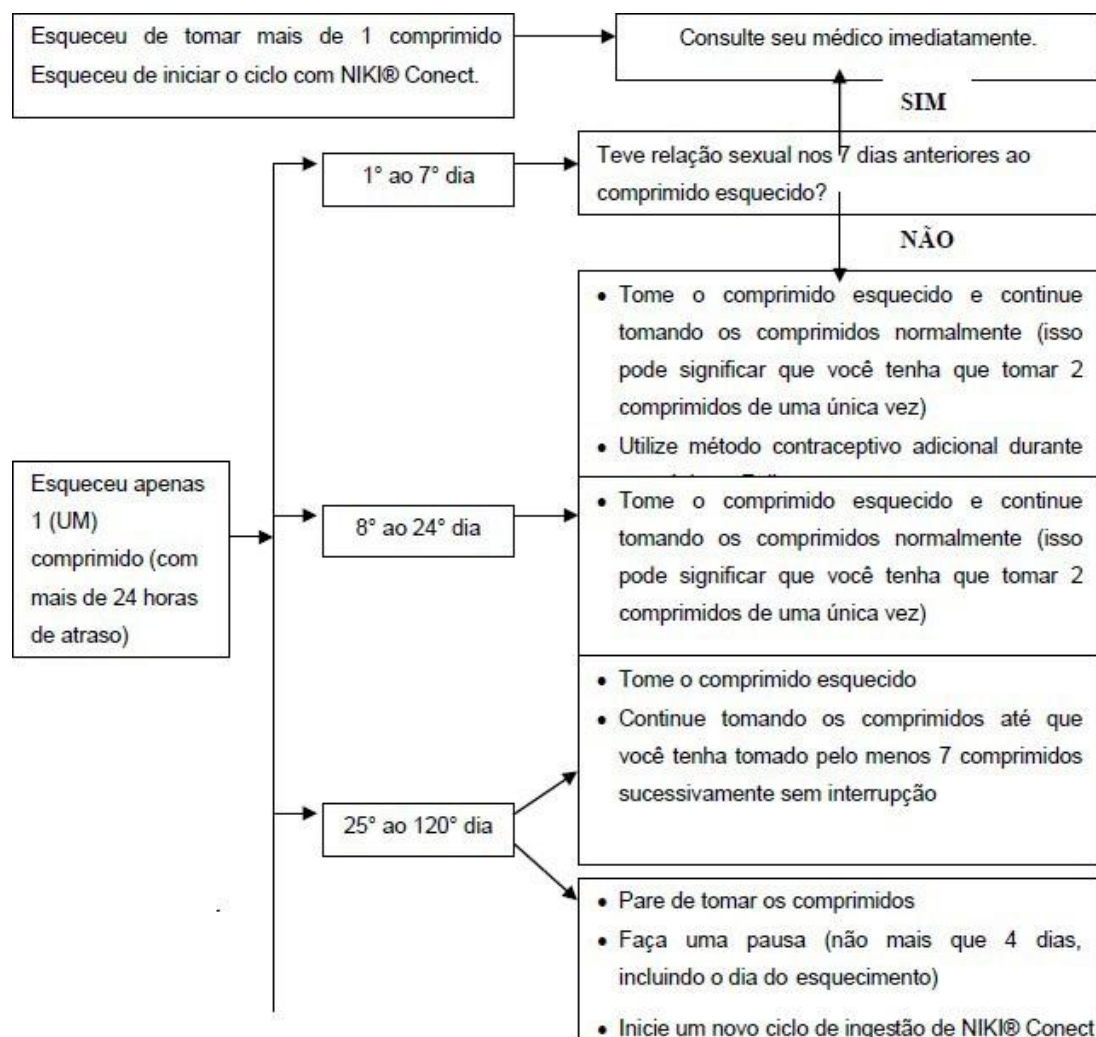 Esqueceu de tomar mais de 1 comprimido
Esqueceu de iniciar o ciclo com NIKI® Conect.
Consulte seu médico imediatamente.
SIM
1° ao 7° dia
Teve relação sexual nos 7 dias anteriores ao
comprimido esquecido?
NÃO
• Tome o comprimido esquecido e continue
tomando os comprimidos normalmente (isso
pode significar que você tenha que tomar 2
comprimidos de uma única vez)
• Utilize método contraceptivo adicional durante
Esqueceu apenas
1 (UM)
comprimido (com
mais de 24 horas
de atraso)
8° ao 24° dia
• Tome o comprimido esquecido e continue
tomando os comprimidos normalmente (isso
pode significar que você tenha que tomar 2
comprimidos de uma única vez)
25° ao 120° dia
• Tome o comprimido esquecido
• Continue tomando os comprimidos até que
você tenha tomado pelo menos 7 comprimidos
sucessivamente sem interrupção
• Pare de tomar os comprimidos
• Faça uma pausa (não mais que 4 dias,
incluindo o dia do esquecimento)
• Inicie um novo ciclo de ingestão de NIKI® Conect